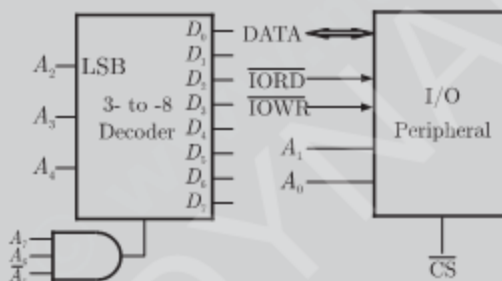 D₀ DATA
D₁
A₂ LSB D₂ IORD
3- to -8 D₃ IOWR I/O
A₃ Decoder D₄ Peripheral
D₅ A₁
A₄ D₆ A₀
D₇
A₇
CS